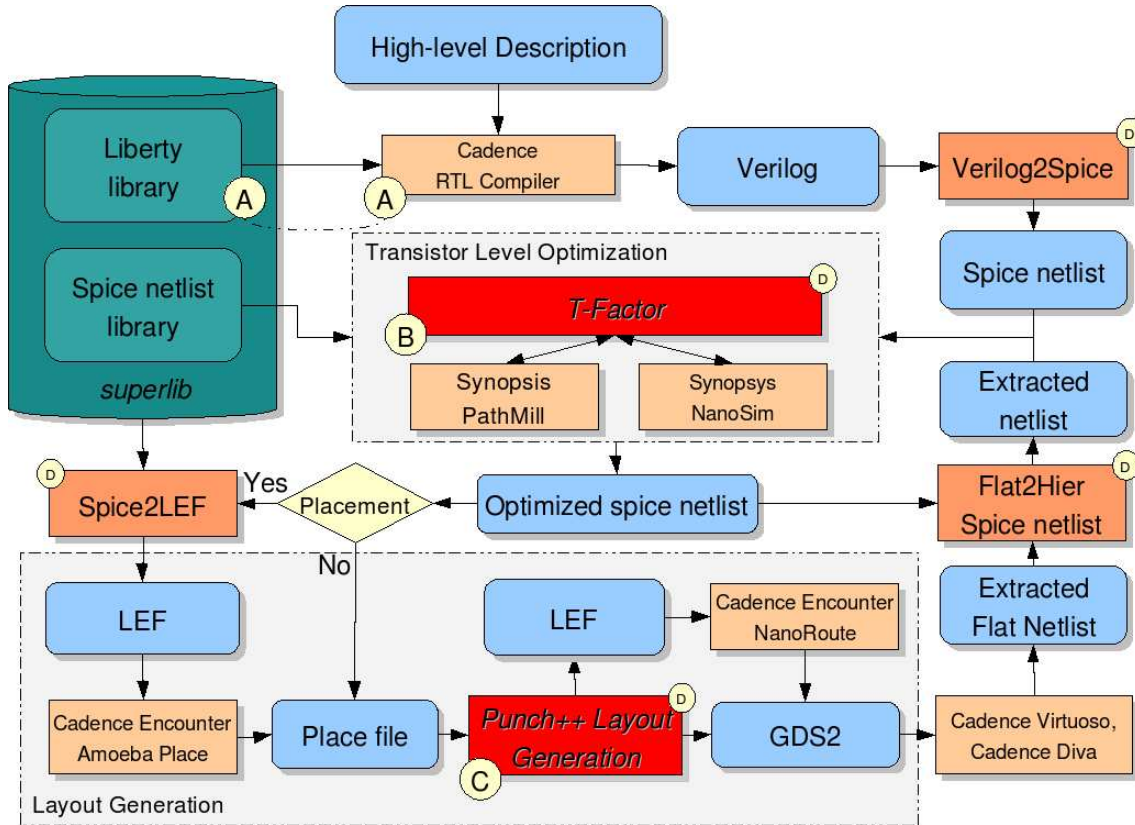 High-level Description
Liberty
library
A
Cadence
RTL Compiler
A
Verilog
D
Verilog2Spice
Spice netlist
library
superlib
Transistor Level Optimization
D
T-Factor
B
Synopsis
PathMill
Synopsys
NanoSim
Spice netlist
Extracted
netlist
D
Spice2LEF
Yes
Placement
No
Optimized spice netlist
D
Flat2Hier
Spice netlist
LEF
LEF
Cadence Encounter
NanoRoute
Extracted
Flat Netlist
Cadence Encounter
Amoeba Place
Place file
D
Punch++ Layout
Generation
C
GDS2
Cadence Virtuoso,
Cadence Diva
Layout Generation